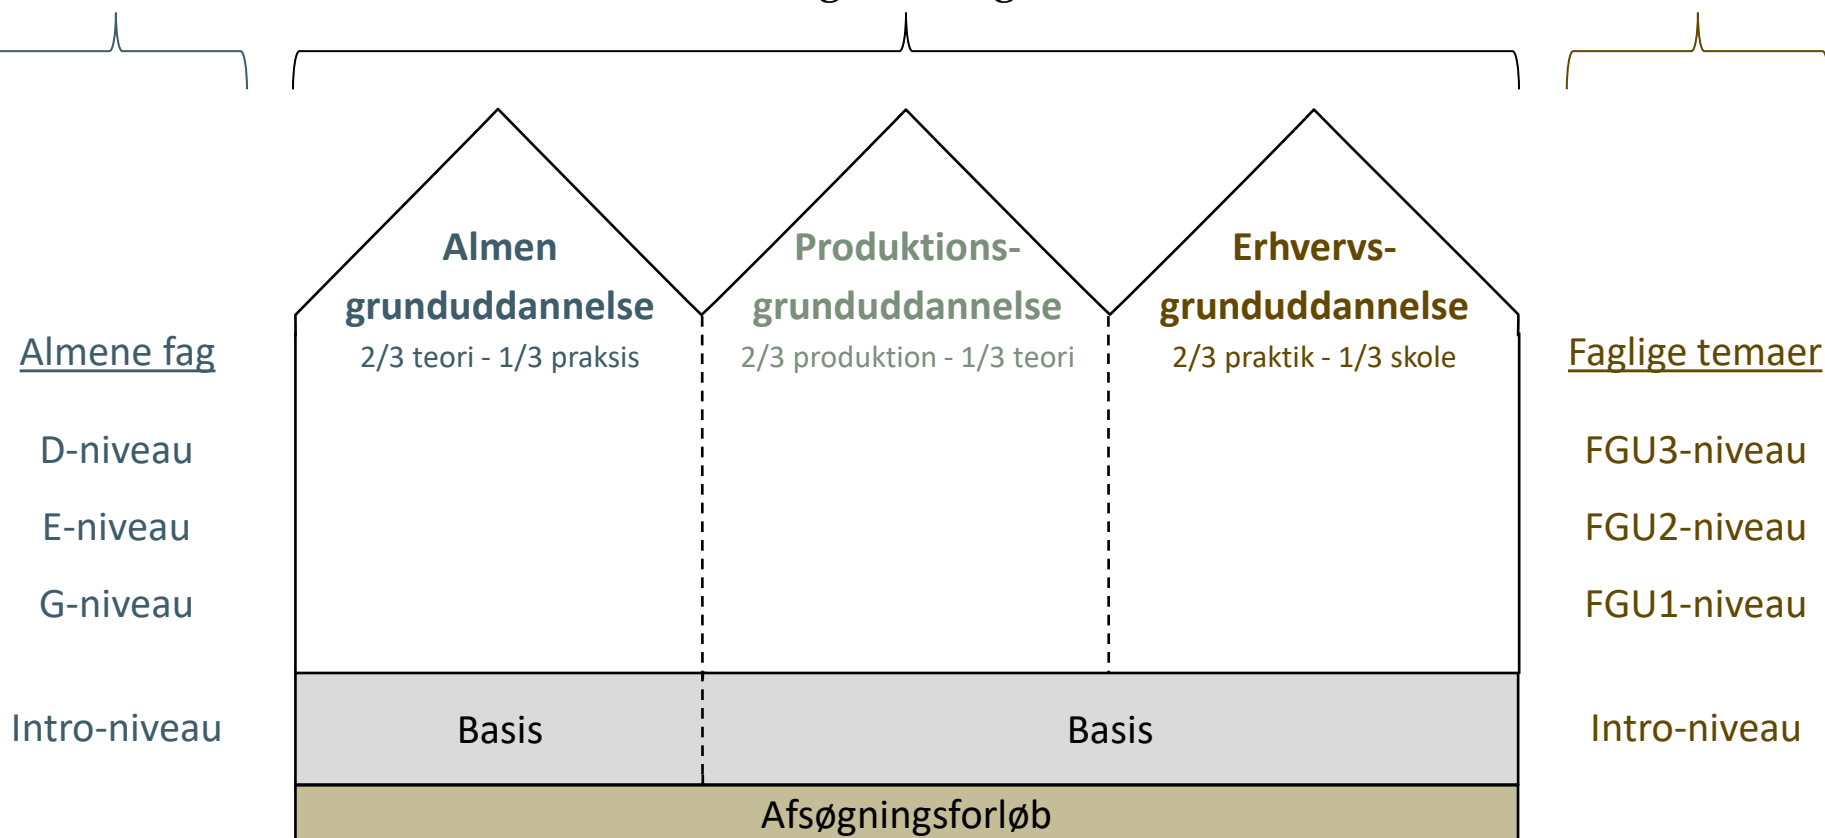 Almen
grunduddannelse
2/3 teori - 1/3 praksis
Produktions-
grunduddannelse
2/3 produktion - 1/3 teori
Erhvervs-
grunduddannelse
2/3 praktik - 1/3 skole
Almene fag
D-niveau
E-niveau
G-niveau
Intro-niveau
Faglige temaer
FGU3-niveau
FGU2-niveau
FGU1-niveau
Intro-niveau
Basis
Basis
Afsøgningsforløb